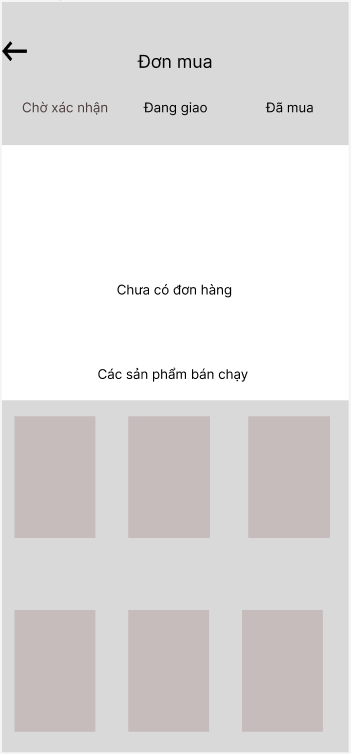 Đơn mua
Chờ xác nhận Đang giao Đã mua
Chưa có đơn hàng
Các sản phẩm bán chạy